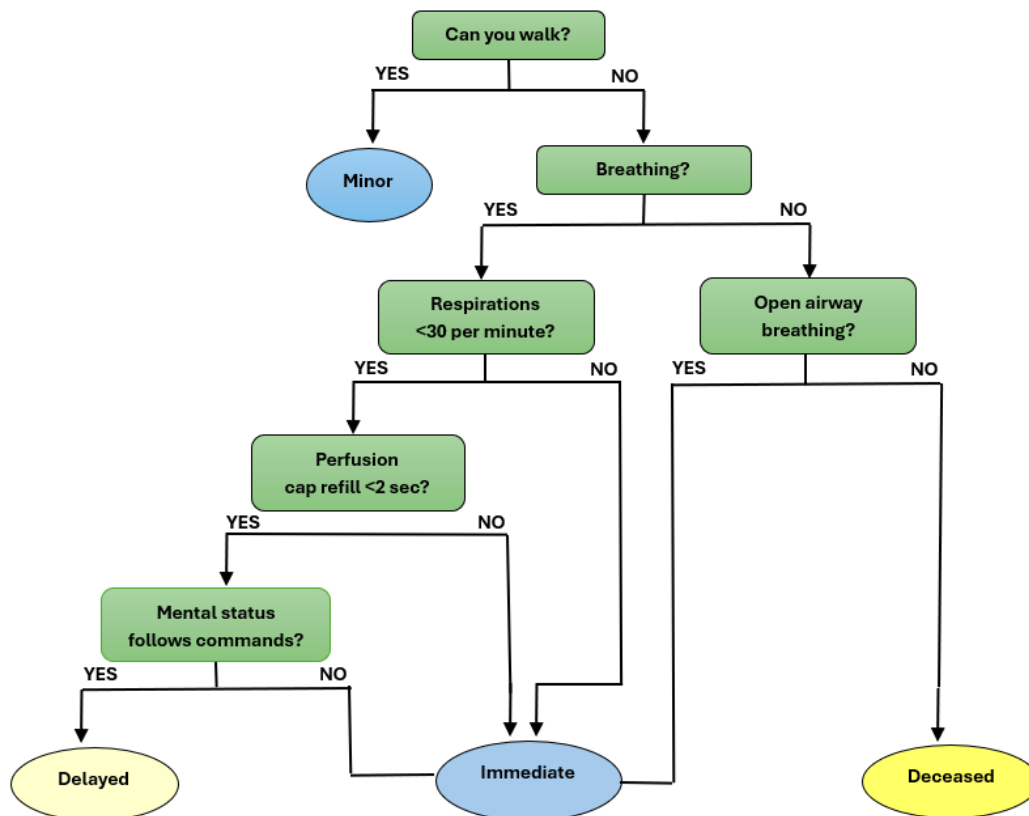 Can you walk?
YES
NO
Minor
Breathing?
YES
NO
Respirations
<30 per minute?
Open airway
breathing?
YES
NO
YES
NO
Perfusion
cap refill <2 sec?
YES
NO
Mental status
follows commands?
YES
NO
Delayed
Immediate
Deceased